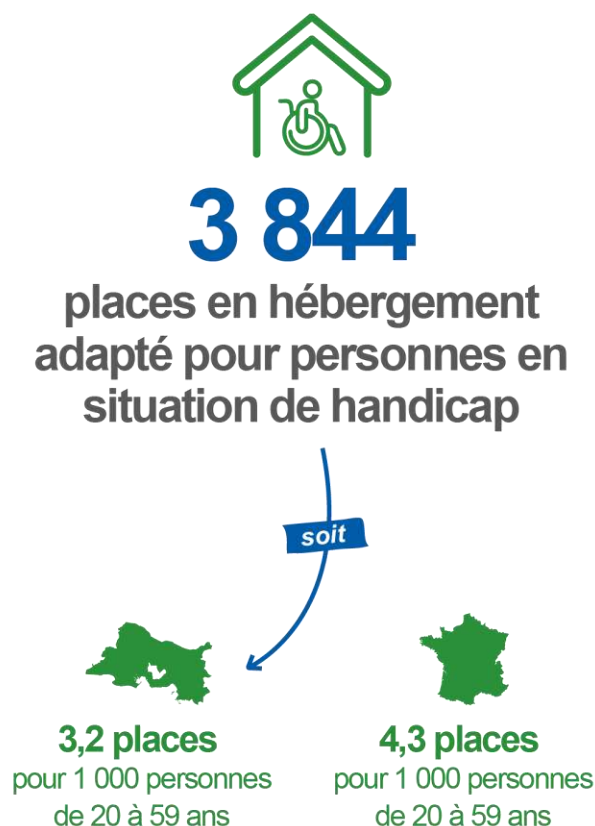 3 844
places en hébergement
adapté pour personnes en
situation de handicap
soit
3,2 places
pour 1 000 personnes
de 20 à 59 ans
4,3 places
pour 1 000 personnes
de 20 à 59 ans